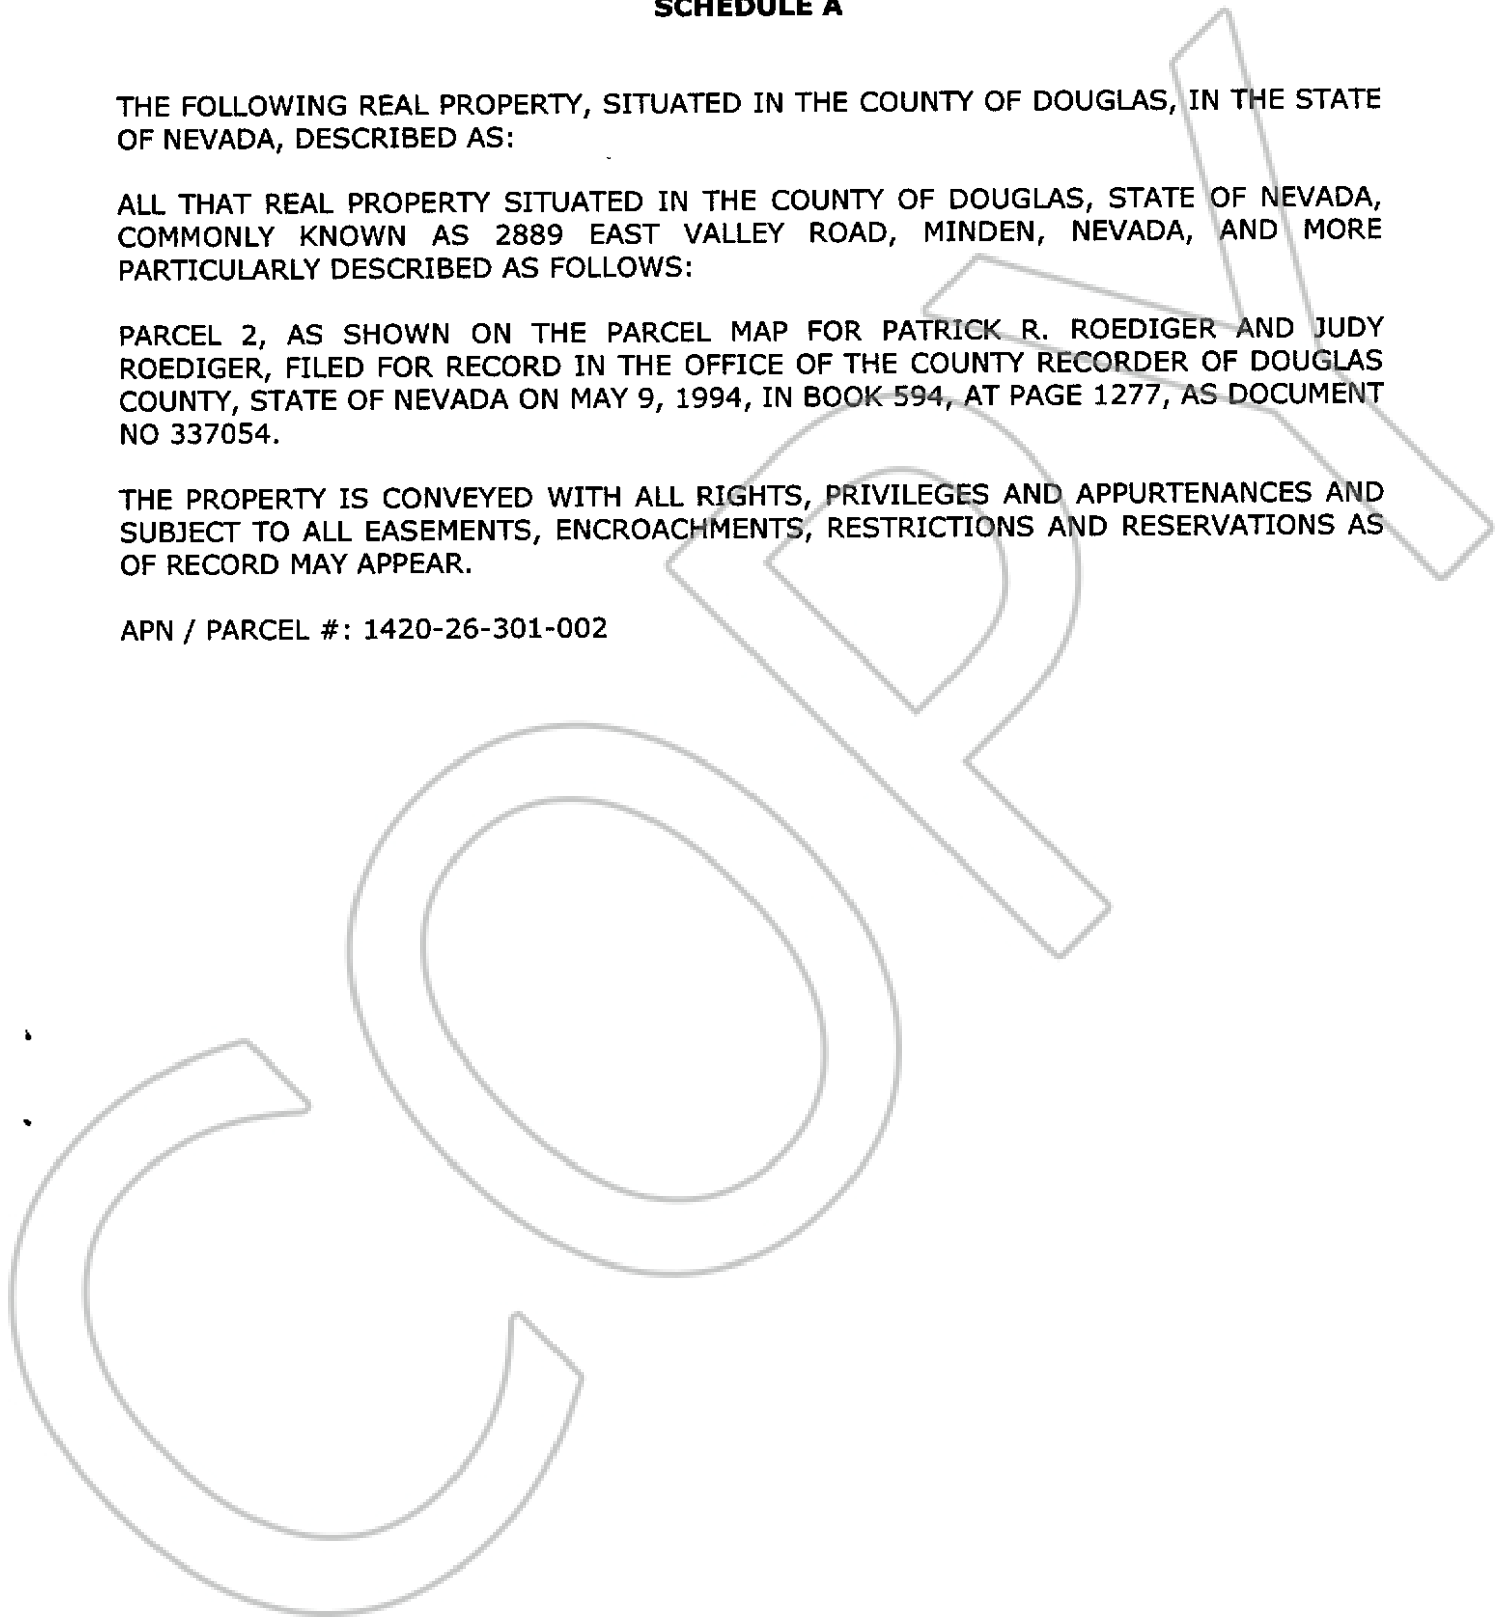 SCHEDULE A
THE FOLLOWING REAL PROPERTY, SITUATED IN THE COUNTY OF DOUGLAS, IN THE STATE
OF NEVADA, DESCRIBED AS:
ALL THAT REAL PROPERTY SITUATED IN THE COUNTY OF DOUGLAS, STATE OF NEVADA,
COMMONLY KNOWN AS 2889 EAST VALLEY ROAD, MINDEN, NEVADA, AND MORE
PARTICULARLY DESCRIBED AS FOLLOWS:
PARCEL 2, AS SHOWN ON THE PARCEL MAP FOR PATRICK R. ROEDIGER AND JUDY
ROEDIGER, FILED FOR RECORD IN THE OFFICE OF THE COUNTY RECORDER OF DOUGLAS
COUNTY, STATE OF NEVADA ON MAY 9, 1994, IN BOOK 594, AT PAGE 1277, AS DOCUMENT
NO 337054.
THE PROPERTY IS CONVEYED WITH ALL RIGHTS, PRIVILEGES AND APPURTENANCES AND
SUBJECT TO ALL EASEMENTS, ENCROACHMENTS, RESTRICTIONS AND RESERVATIONS AS
OF RECORD MAY APPEAR.
APN / PARCEL #: 1420-26-301-002
COPY